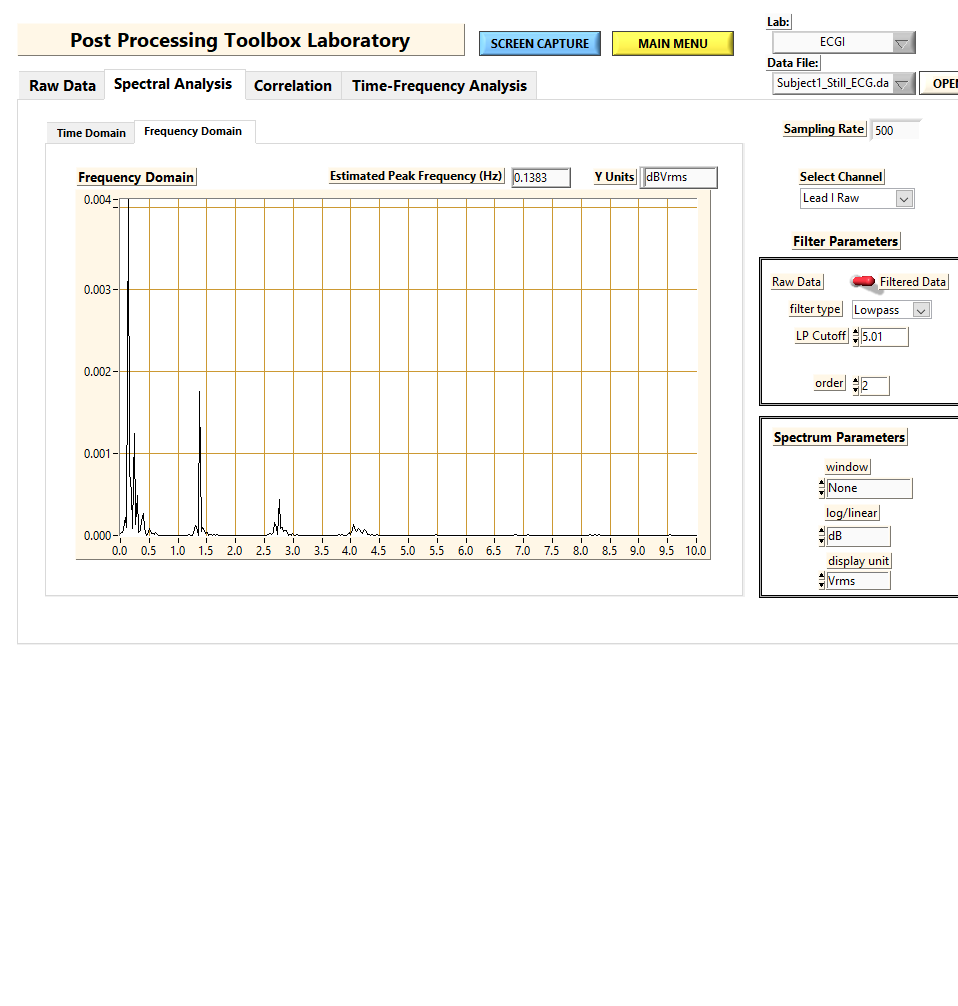 Lab:
Post Processing Toolbox Laboratory
SCREEN CAPTURE
MAIN MENU
ECGI
Data File:
Raw Data
Spectral Analysis
Correlation
Time-Frequency Analysis
Subject1_Still_ECG.da
OPE
Time Domain
Frequency Domain
Sampling Rate
500
Frequency Domain
Estimated Peak Frequency (Hz)
0.1383
Y Units
dBVrms
Select Channel
Lead I Raw
0.004
0.003
0.002
0.001
0.000
0.0 0.5 1.0 1.5 2.0 2.5 3.0 3.5 4.0 4.5 5.0 5.5 6.0 6.5 7.0 7.5 8.0 8.5 9.0 9.5 10.0
Filter Parameters
Raw Data
Filtered Data
filter type
Lowpass
LP Cutoff
5.01
order
2
Spectrum Parameters
window
None
log/linear
dB
display unit
Vrms